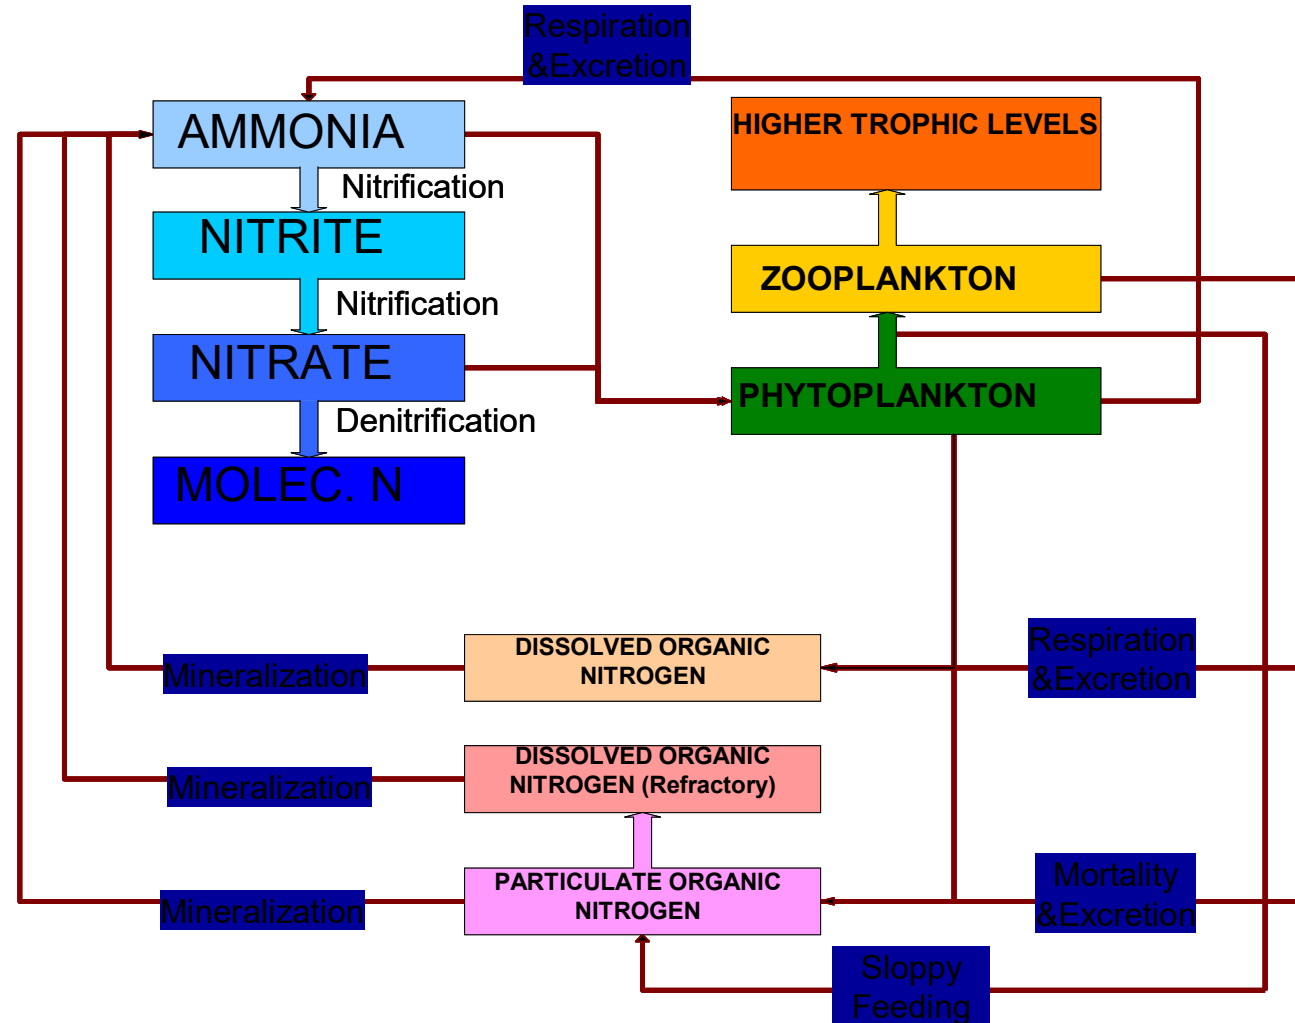 Respiration
&Excretion
AMMONIA
HIGHER TROPHIC LEVELS
Nitrification
NITRITE
ZOOPLANKTON
Nitrification
NITRATE
PHYTOPLANKTON
Denitrification
MOLEC. N
DISSOLVED ORGANIC
NITROGEN
Mineralization
Respiration
&Excretion
DISSOLVED ORGANIC
NITROGEN (Refractory)
Mineralization
PARTICULATE ORGANIC
NITROGEN
Mineralization
Mortality
&Excretion
Sloppy
Feeding